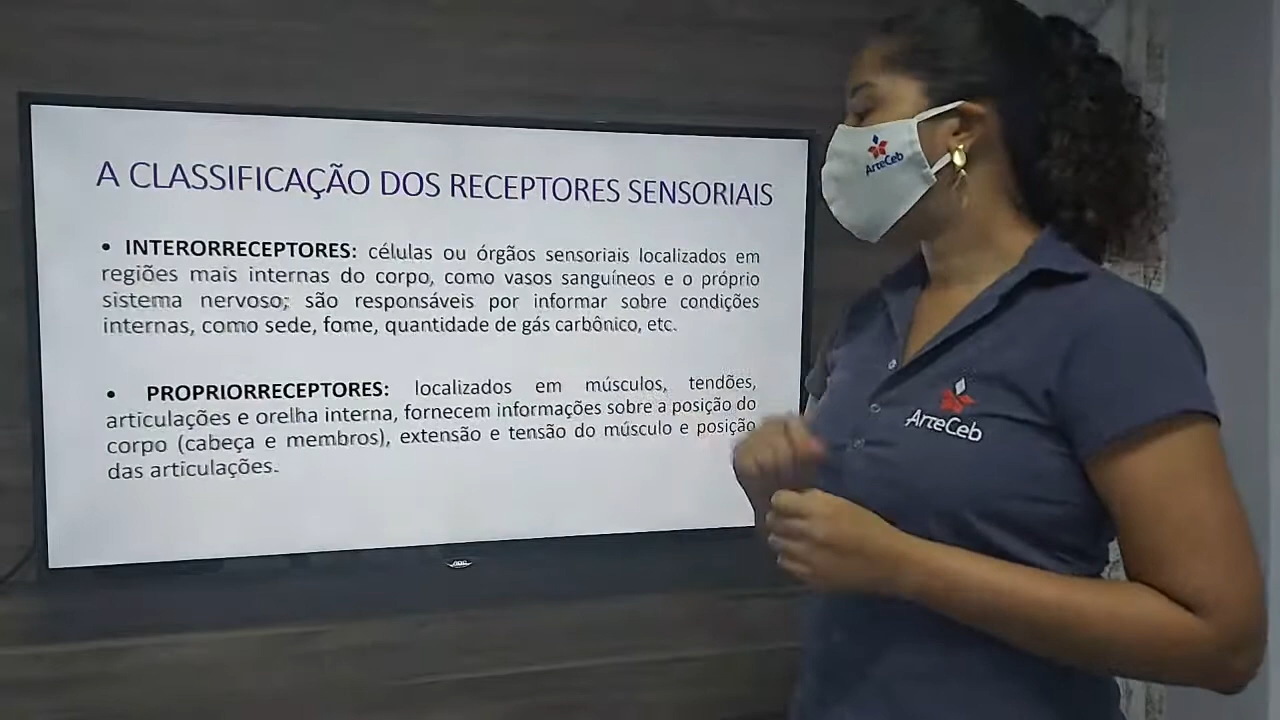 A CLASSIFICAÇÃO DOS RECEPTORES SENSORIAIS
• INTERORRECEPTORES: células ou órgãos sensoriais localizados em
regiões mais internas do corpo, como vasos sanguíneos e o próprio
sistema nervoso; são responsáveis por informar sobre condições
internas, como sede, fome, quantidade de gás carbônico, etc.
• PROPRIORRECEPTORES: localizados em músculos, tendões,
articulações e orelha interna, fornecem informações sobre a posição do
corpo (cabeça e membros), extensão e tensão do músculo e posição
das articulações.
AOC
ArteCeb
ArteCeb